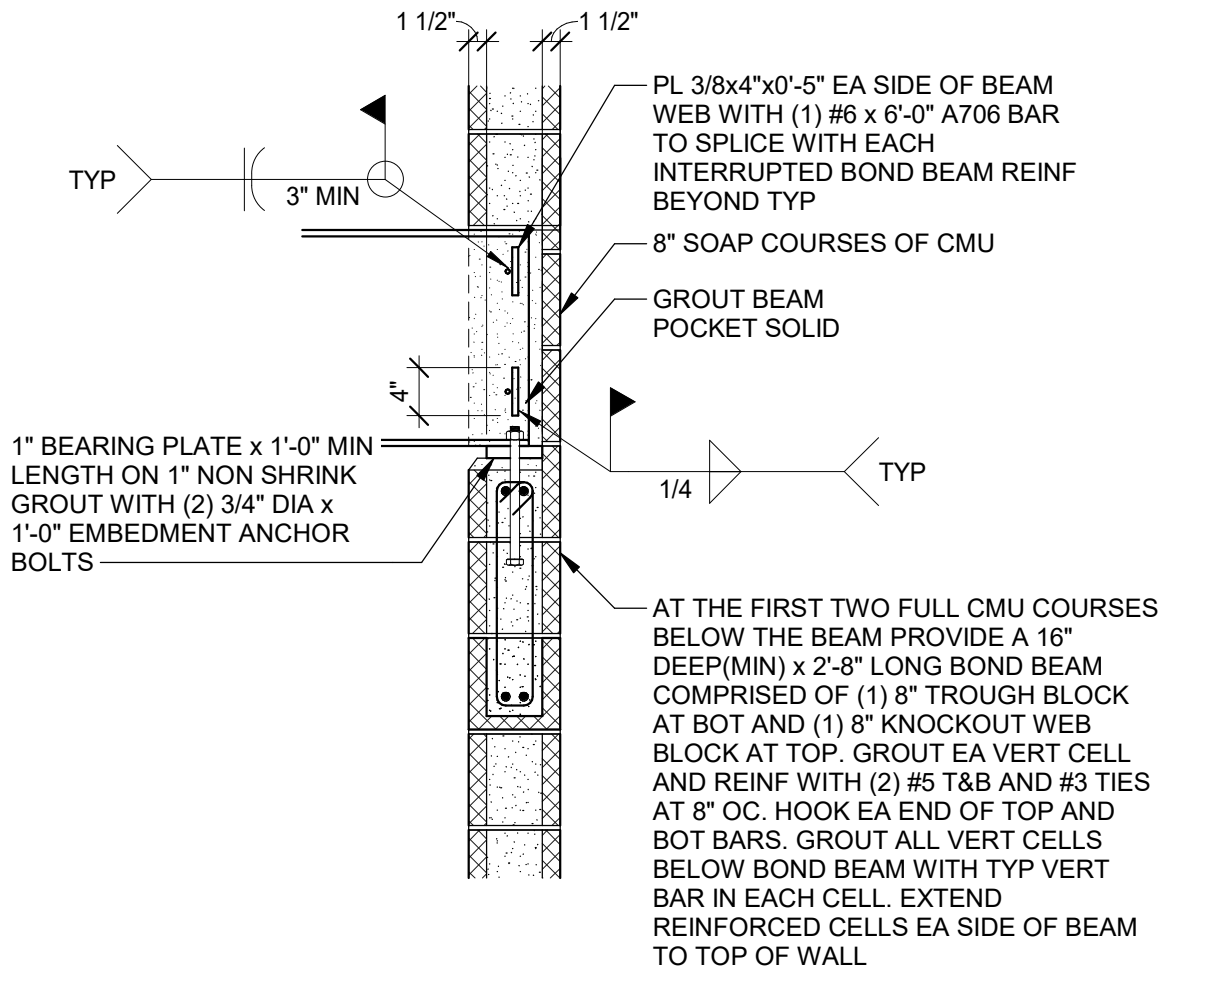 1 1/2"
1 1/2"
PL 3/8x4"x0'-5" EA SIDE OF BEAM
WEB WITH (1) #6 x 6'-0" A706 BAR
TO SPLICE WITH EACH
INTERRUPTED BOND BEAM REINF
BEYOND TYP
TYP
3" MIN
8" SOAP COURSES OF CMU
GROUT BEAM
POCKET SOLID
4"
1" BEARING PLATE x 1'-0" MIN
LENGTH ON 1" NON SHRINK
GROUT WITH (2) 3/4" DIA x
1'-0" EMBEDMENT ANCHOR
BOLTS
1/4
TYP
AT THE FIRST TWO FULL CMU COURSES
BELOW THE BEAM PROVIDE A 16"
DEEP(MIN) x 2'-8" LONG BOND BEAM
COMPRISED OF (1) 8" TROUGH BLOCK
AT BOT AND (1) 8" KNOCKOUT WEB
BLOCK AT TOP. GROUT EA VERT CELL
AND REINF WITH (2) #5 T&B AND #3 TIES
AT 8" OC. HOOK EA END OF TOP AND
BOT BARS. GROUT ALL VERT CELLS
BELOW BOND BEAM WITH TYP VERT
BAR IN EACH CELL. EXTEND
REINFORCED CELLS EA SIDE OF BEAM
TO TOP OF WALL